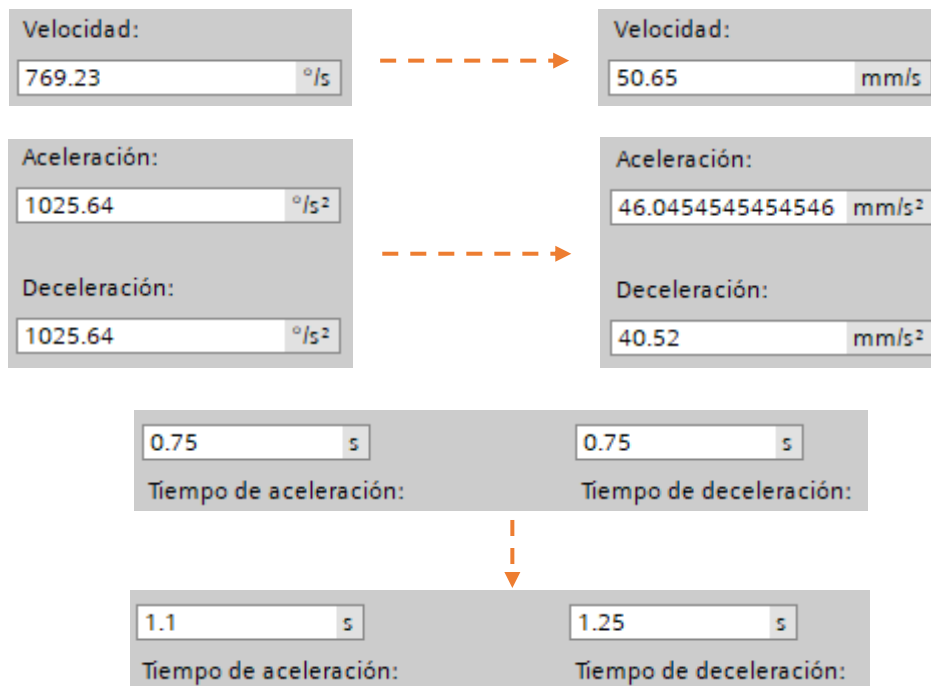 Velocidad:
769.23 °/s
Velocidad:
50.65 mm/s
Aceleración:
1025.64 °/s²
Deceleración:
1025.64 °/s²
Aceleración:
46.0454545454546 mm/s²
Deceleración:
40.52 mm/s²
0.75 s
Tiempo de aceleración:
0.75 s
Tiempo de deceleración:
1.1 s
Tiempo de aceleración:
1.25 s
Tiempo de deceleración: